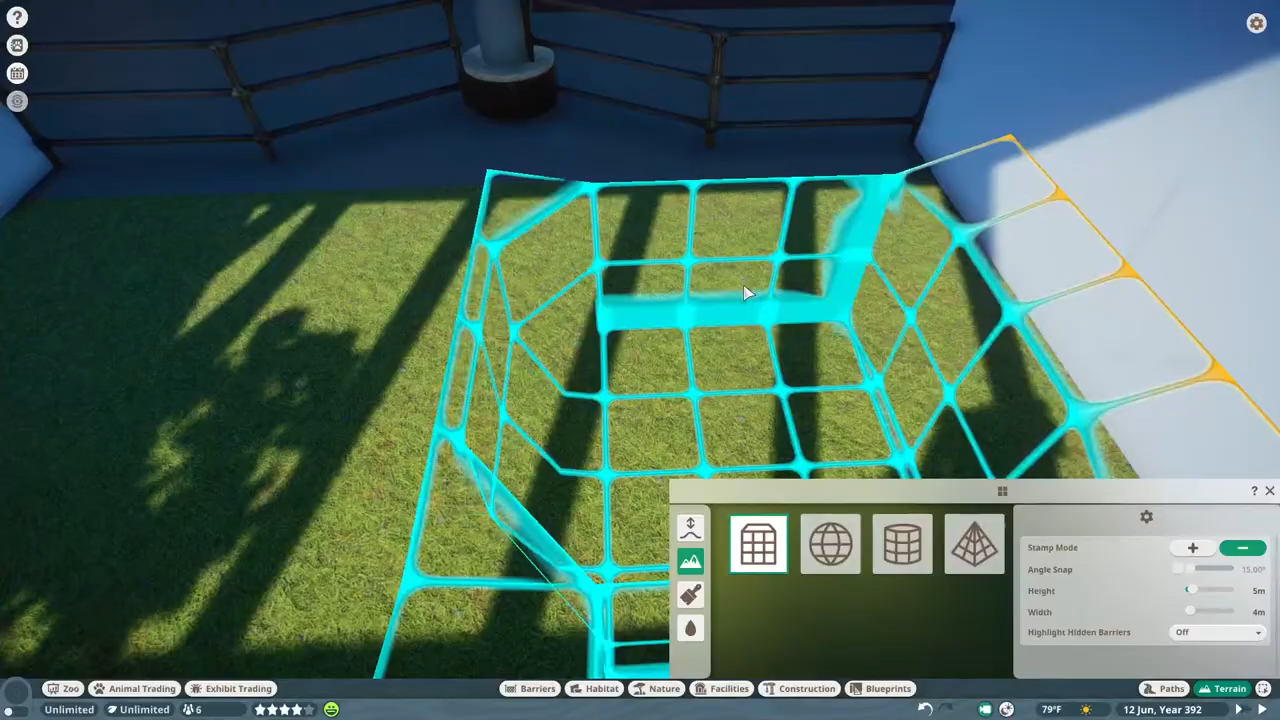 ?
? ×
Stamp Mode + −
Angle Snap 15.00°
Height 5m
Width 4m
Highlight Hidden Barriers Off
Zoo Animal Trading Exhibit Trading Barriers Habitat Nature Facilities Construction Blueprints Paths Terrain
Unlimited Unlimited 6 79°F 12 Jun, Year 392